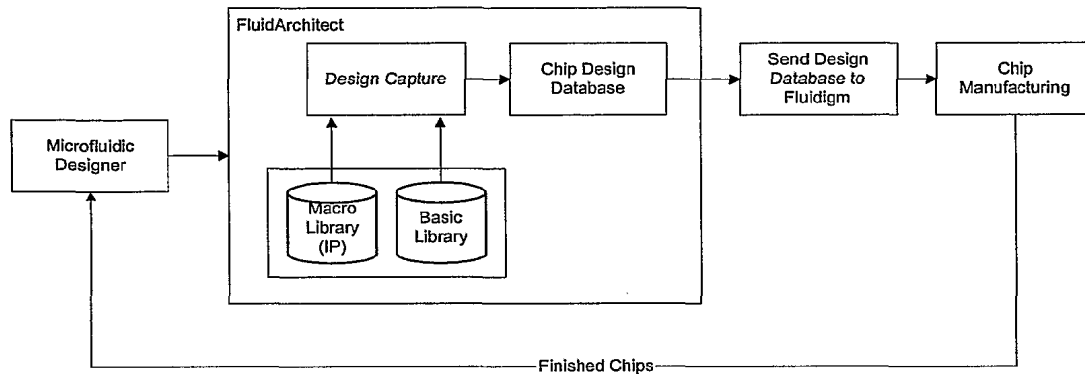 FluidArchitect
Design Capture
Chip Design
Database
Send Design
Database to
Fluidigm
Chip
Manufacturing
Microfluidic
Designer
Macro
Library
(IP)
Basic
Library
Finished Chips